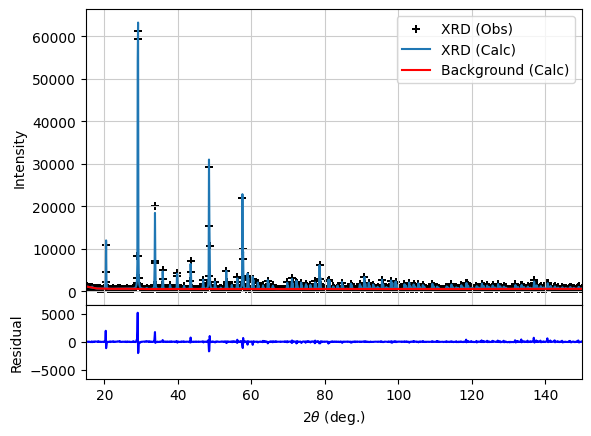 60000
50000
40000
30000
20000
10000
0
Intensity
XRD (Obs)
XRD (Calc)
Background (Calc)
5000
0
−5000
Residual
20 40 60 80 100 120 140
2θ (deg.)